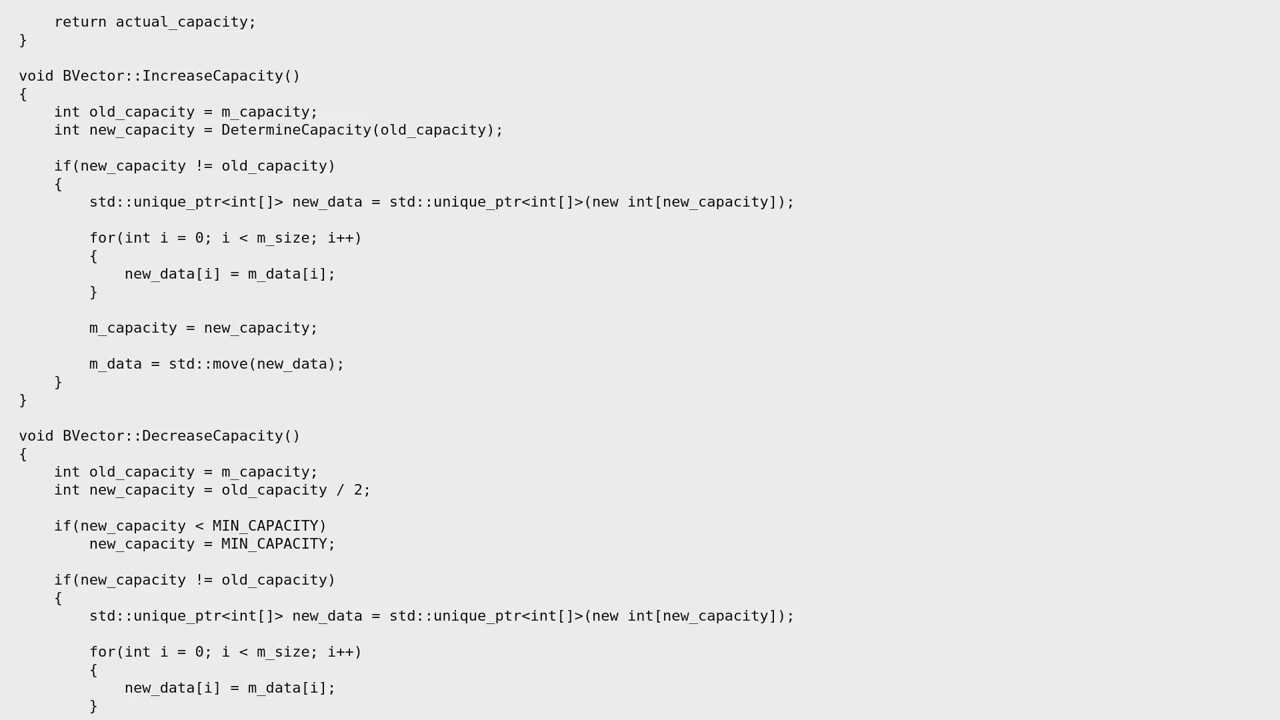 return actual_capacity;
}
void BVector::IncreaseCapacity()
{
    int old_capacity = m_capacity;
    int new_capacity = DetermineCapacity(old_capacity);
    if(new_capacity != old_capacity)
    {
        std::unique_ptr<int[]> new_data = std::unique_ptr<int[]>(new int[new_capacity]);
        for(int i = 0; i < m_size; i++)
        {
            new_data[i] = m_data[i];
        }
        m_capacity = new_capacity;
        m_data = std::move(new_data);
    }
}
void BVector::DecreaseCapacity()
{
    int old_capacity = m_capacity;
    int new_capacity = old_capacity / 2;
    if(new_capacity < MIN_CAPACITY)
        new_capacity = MIN_CAPACITY;
    if(new_capacity != old_capacity)
    {
        std::unique_ptr<int[]> new_data = std::unique_ptr<int[]>(new int[new_capacity]);
        for(int i = 0; i < m_size; i++)
        {
            new_data[i] = m_data[i];
        }